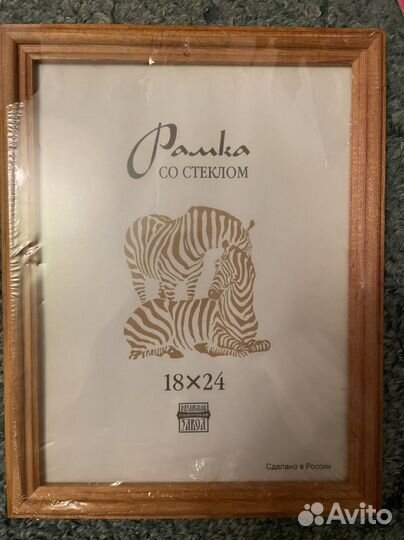 Рамка
СО СТЕКЛОМ
18×24
ЗАВОД
Сделано в России
Avito